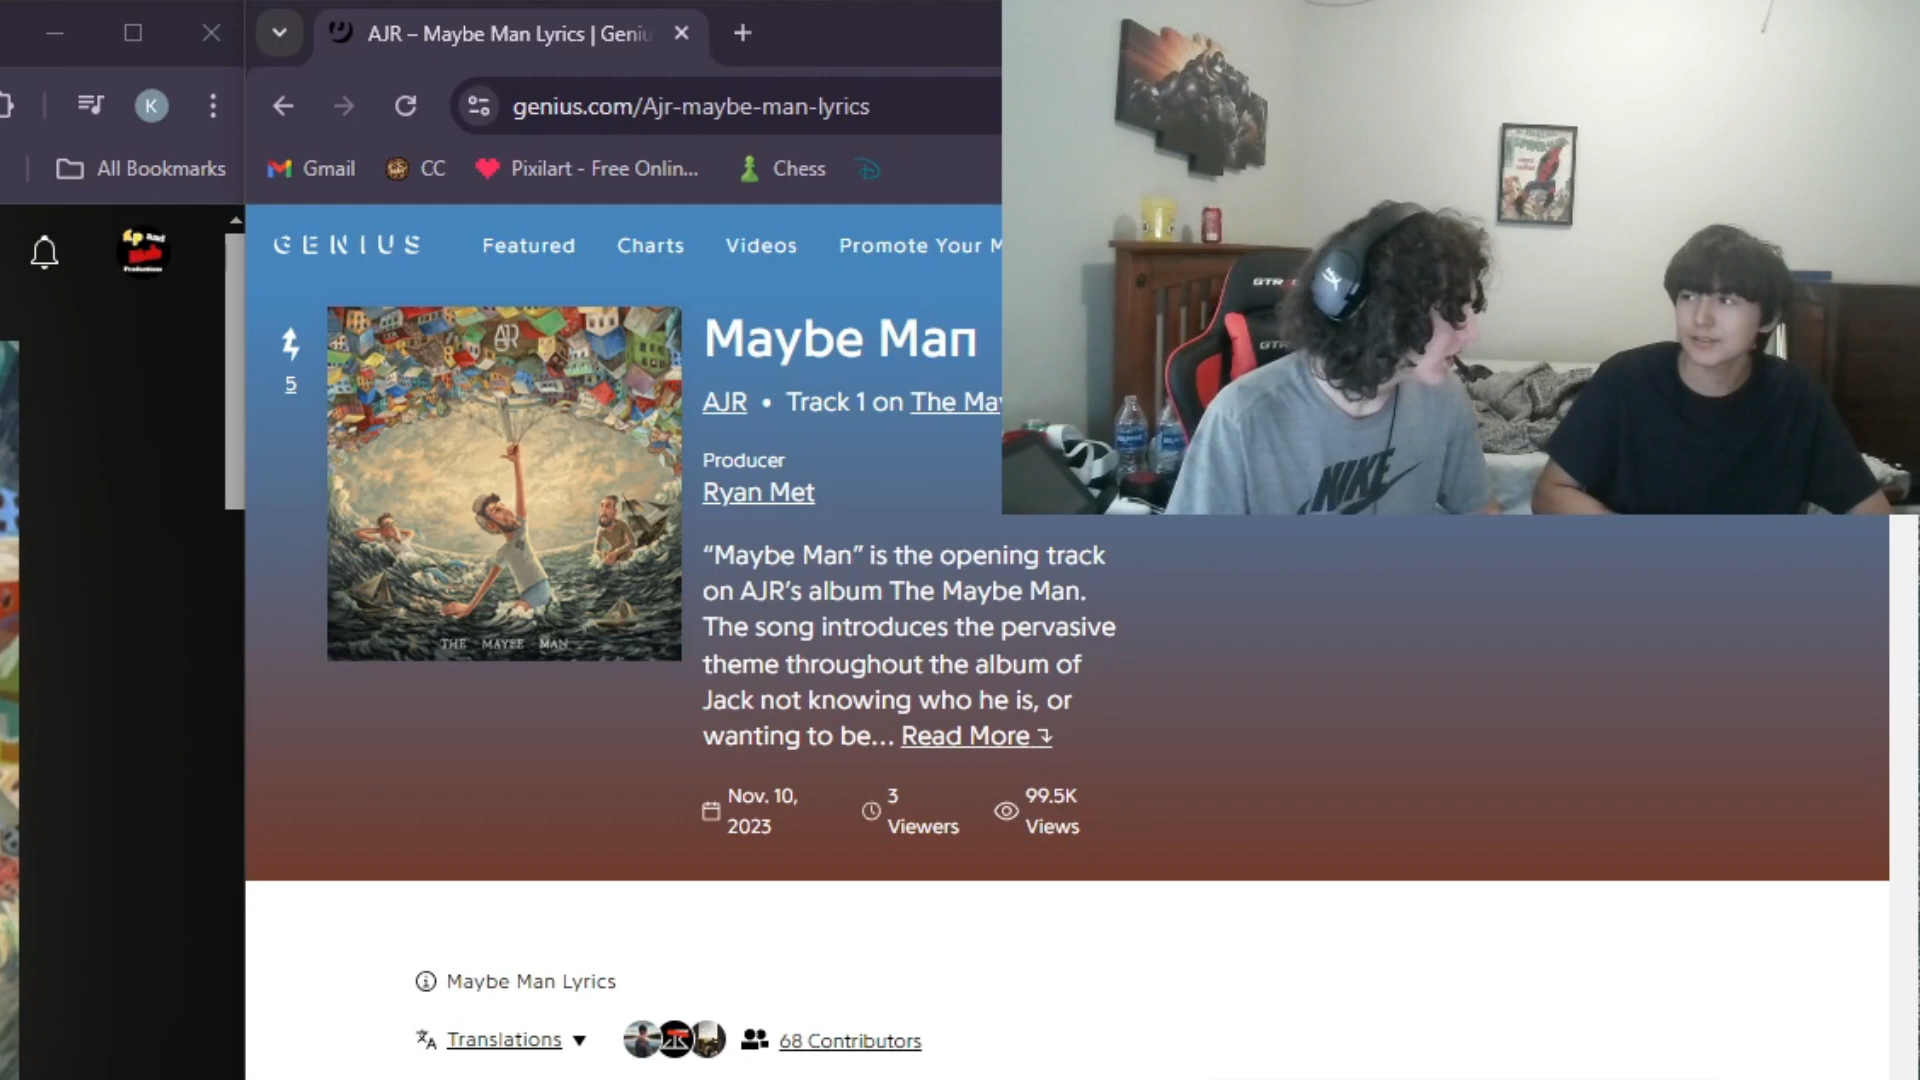 AJR – Maybe Man Lyrics | Geniu
genius.com/Ajr-maybe-man-lyrics
K
All Bookmarks
Gmail
CC
Pixilart - Free Onlin...
Chess
GENIUS
Featured
Charts
Videos
Promote Your M
5
AJR
THE MAYBE MAN
Maybe Man
AJR • Track 1 on The May
Producer
Ryan Met
“Maybe Man” is the opening track
on AJR’s album The Maybe Man.
The song introduces the pervasive
theme throughout the album of
Jack not knowing who he is, or
wanting to be... Read More
Nov. 10,
2023
3
Viewers
99.5K
Views
Maybe Man Lyrics
Translations
68 Contributors
GTR
GTR
NIKE